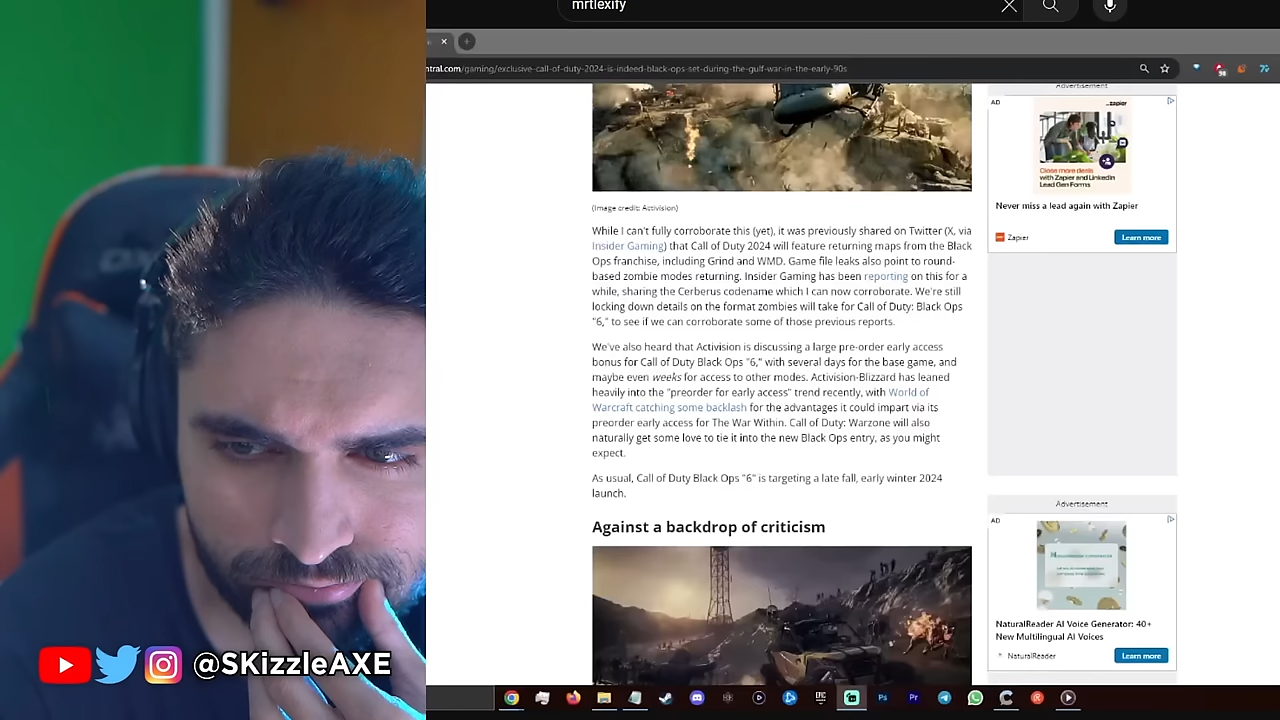 mrtlexify
ntral.com/gaming/exclusive-call-of-duty-2024-is-indeed-black-ops-set-during-the-gulf-war-in-the-early-90s
Advertisement
AD
zapier
Close more deals
with Zapier and LinkedIn
Lead Gen Forms
Never miss a lead again with Zapier
Zapier
Learn more
(Image credit: Activision)
While I can't fully corroborate this (yet), it was previously shared on Twitter (X, via
Insider Gaming) that Call of Duty 2024 will feature returning maps from the Black
Ops franchise, including Grind and WMD. Game file leaks also point to round-
based zombie modes returning. Insider Gaming has been reporting on this for a
while, sharing the Cerberus codename which I can now corroborate. We're still
locking down details on the format zombies will take for Call of Duty: Black Ops
"6," to see if we can corroborate some of those previous reports.
We've also heard that Activision is discussing a large pre-order early access
bonus for Call of Duty Black Ops "6," with several days for the base game, and
maybe even weeks for access to other modes. Activision-Blizzard has leaned
heavily into the "preorder for early access" trend recently, with World of
Warcraft catching some backlash for the advantages it could impart via its
preorder early access for The War Within. Call of Duty: Warzone will also
naturally get some love to tie it into the new Black Ops entry, as you might
expect.
As usual, Call of Duty Black Ops "6" is targeting a late fall, early winter 2024
launch.
Against a backdrop of criticism
Advertisement
AD
NaturalReader AI Voice Generator: 40+
New Multilingual AI Voices
NaturalReader
Learn more
@SKizzleAXE